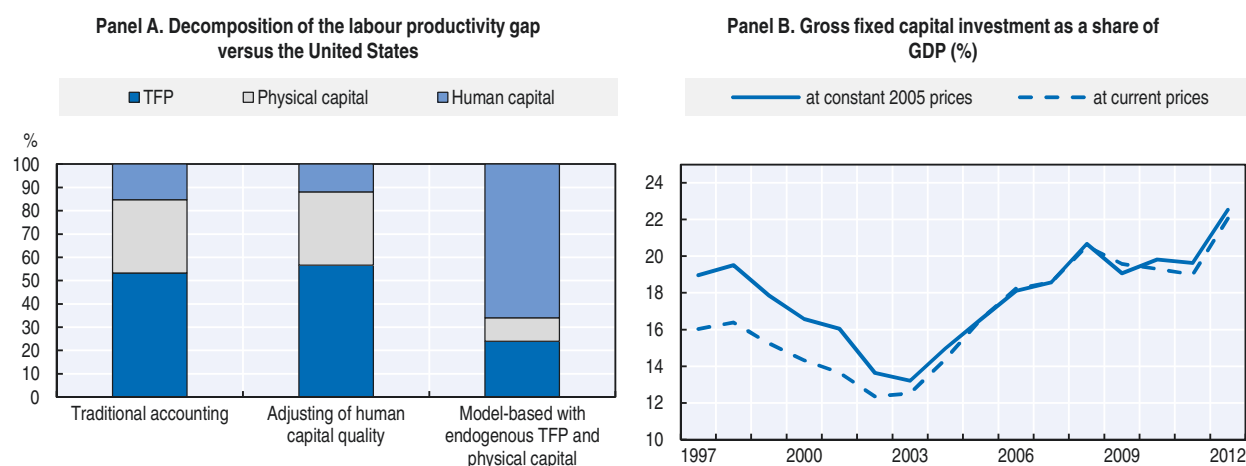 Panel A. Decomposition of the labour productivity gap
versus the United States
TFP
Physical capital
Human capital
%
100
90
80
70
60
50
40
30
20
10
0
Traditional accounting
Adjusting of human
capital quality
Model-based with
endogenous TFP and
physical capital
Panel B. Gross fixed capital investment as a share of
GDP (%)
at constant 2005 prices
at current prices
24
22
20
18
16
14
12
10
1997
2000
2003
2006
2009
2012